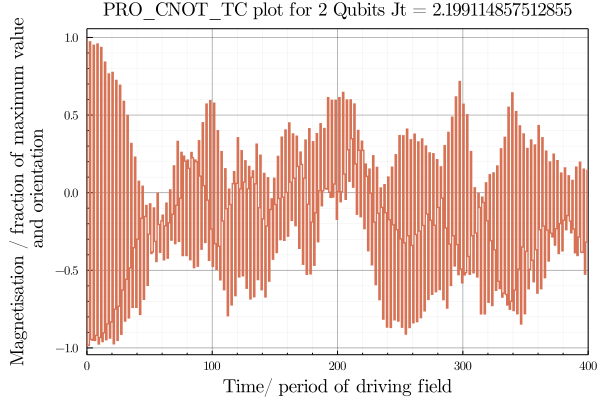 PRO_CNOT_TC plot for 2 Qubits Jt = 2.199114857512855
Magnetisation / fraction of maximum value
and orientation
1.0
0.5
0.0
−0.5
−1.0
0 100 200 300 400
Time/ period of driving field